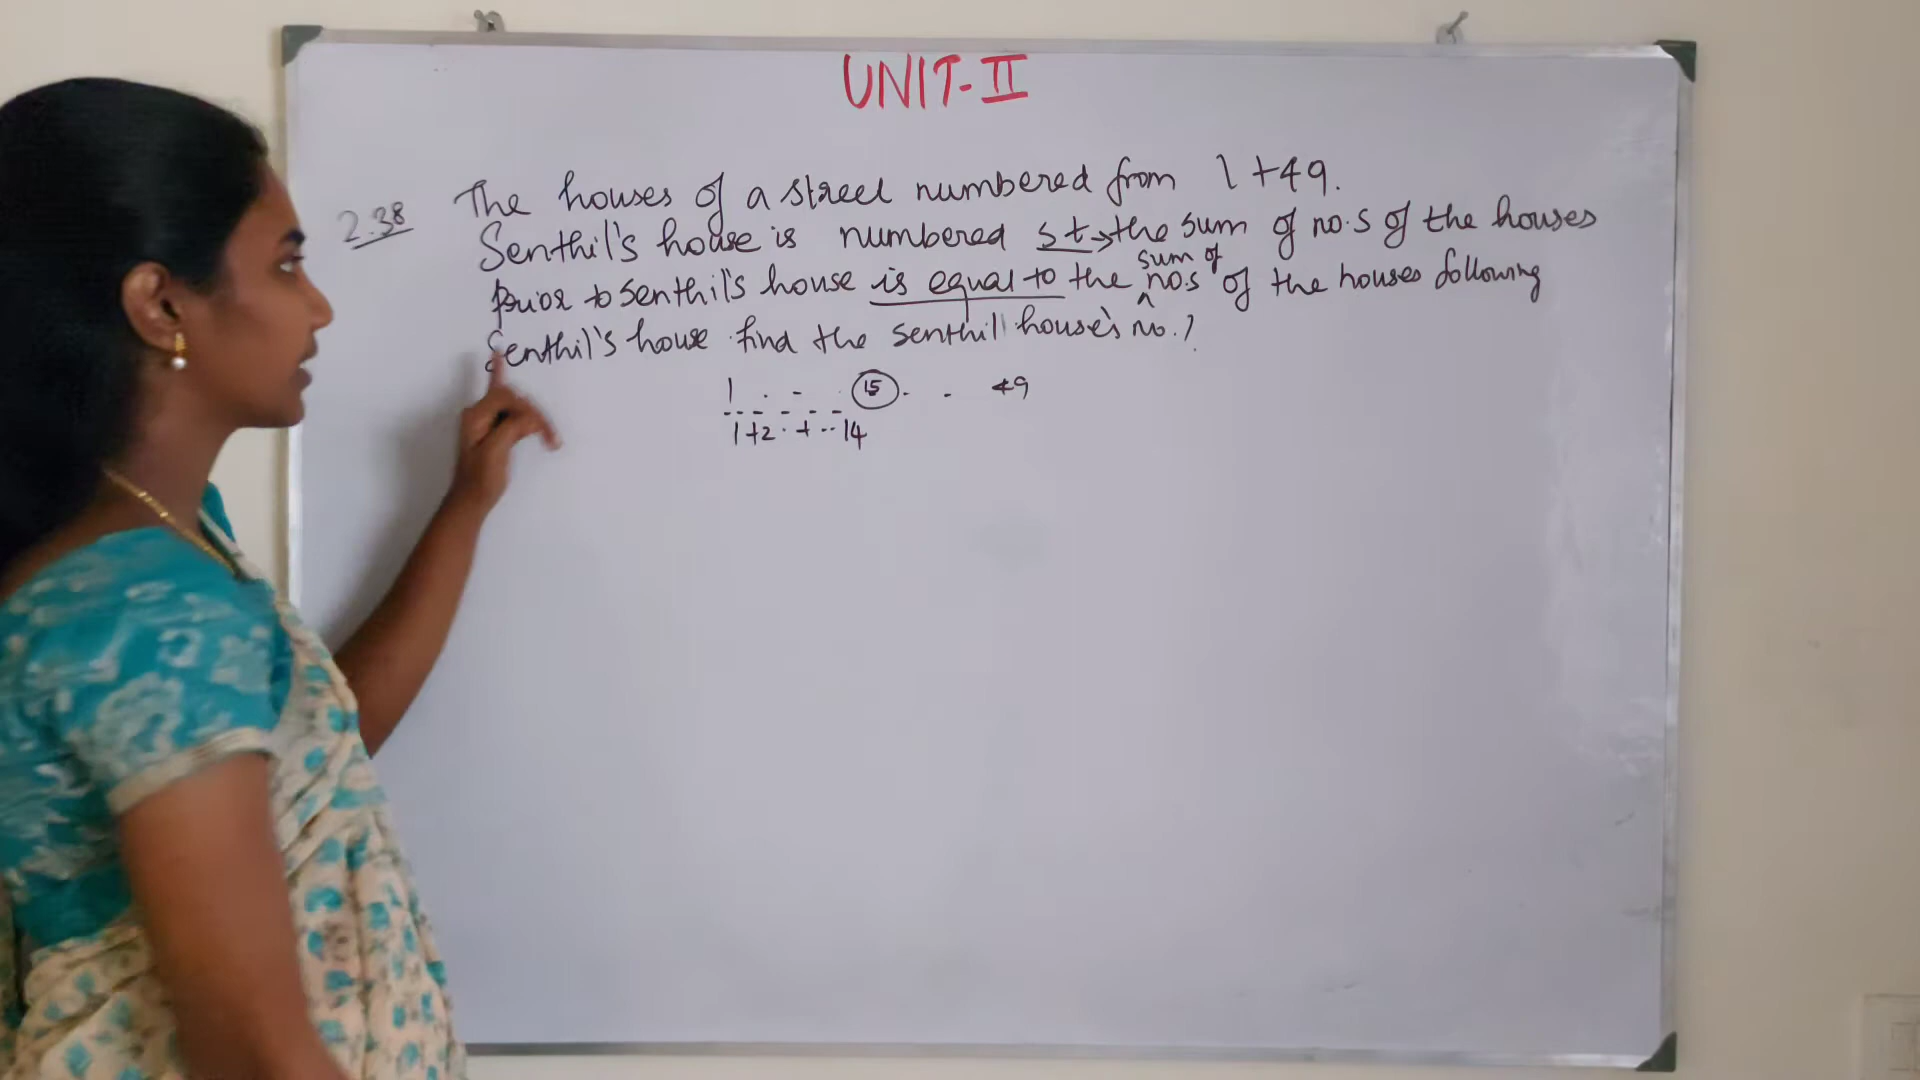 UNIT-II
2.38 The houses of a street numbered from 1 to 49.
Senthil's house is numbered s t the sum of no.s of the houses
sum of
prior to senthil's house is equal to the no.s of the houses following
Senthil's house find the senthil house's no.?
1 . - . 15 . - 49
1+2 . + .. 14